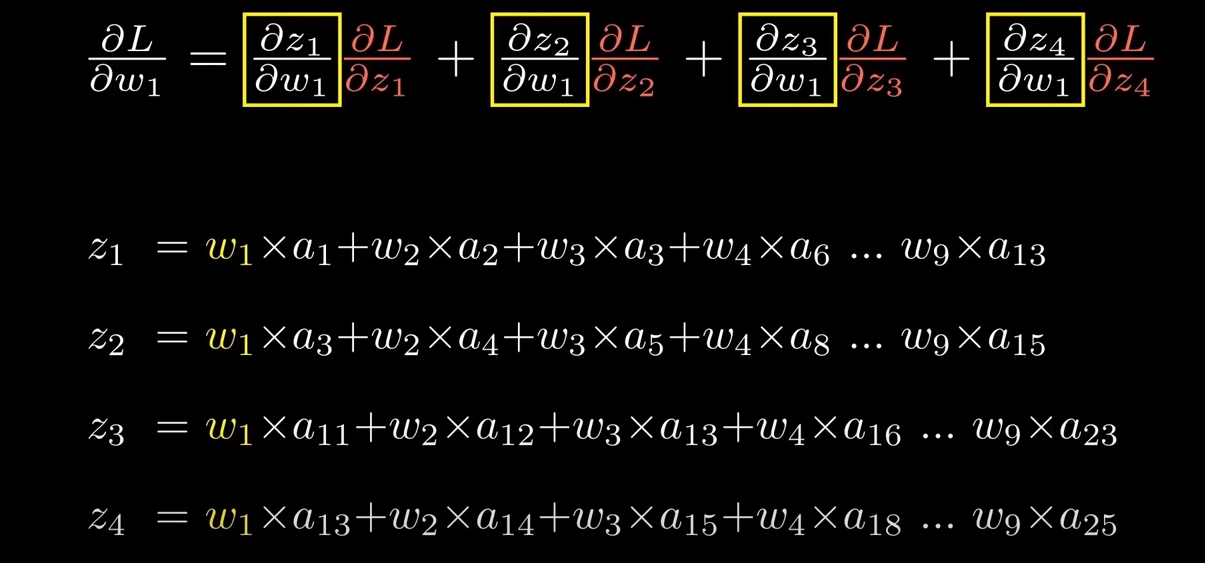 ∂L/∂w₁ = ∂z₁/∂w₁ ∂L/∂z₁ + ∂z₂/∂w₁ ∂L/∂z₂ + ∂z₃/∂w₁ ∂L/∂z₃ + ∂z₄/∂w₁ ∂L/∂z₄
z₁ = w₁×a₁+w₂×a₂+w₃×a₃+w₄×a₆ ... w₉×a₁₃
z₂ = w₁×a₃+w₂×a₄+w₃×a₅+w₄×a₈ ... w₉×a₁₅
z₃ = w₁×a₁₁+w₂×a₁₂+w₃×a₁₃+w₄×a₁₆ ... w₉×a₂₃
z₄ = w₁×a₁₃+w₂×a₁₄+w₃×a₁₅+w₄×a₁₈ ... w₉×a₂₅